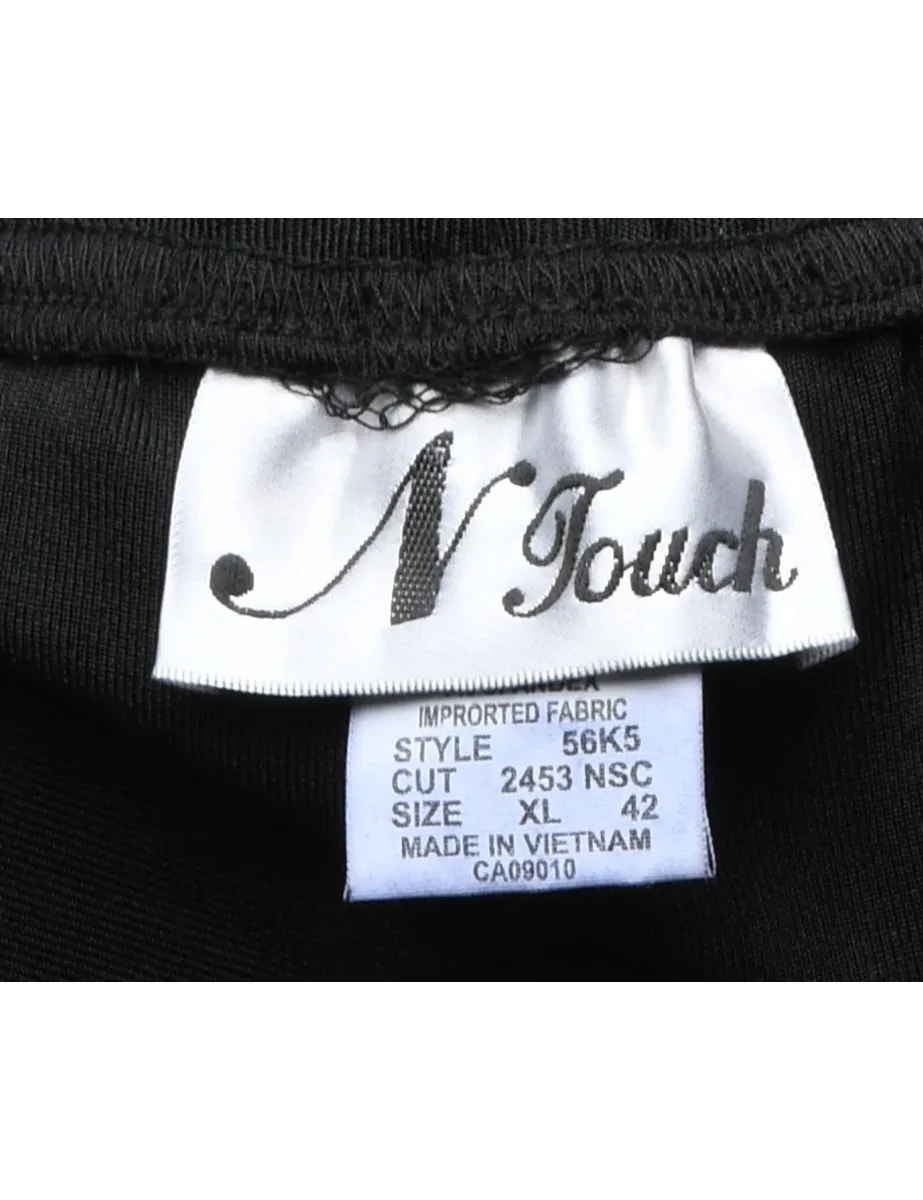 N Touch
IMPRORTED FABRIC
STYLE 56K5
CUT 2453 NSC
SIZE XL 42
MADE IN VIETNAM
CA09010